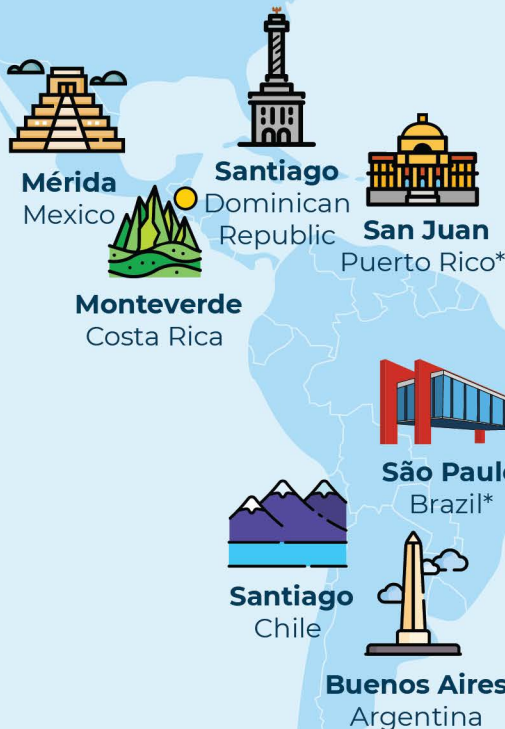 Mérida
Mexico
Santiago
Dominican
Republic
San Juan
Puerto Rico*
Monteverde
Costa Rica
São Paulo
Brazil*
Santiago
Chile
Buenos Aires
Argentina